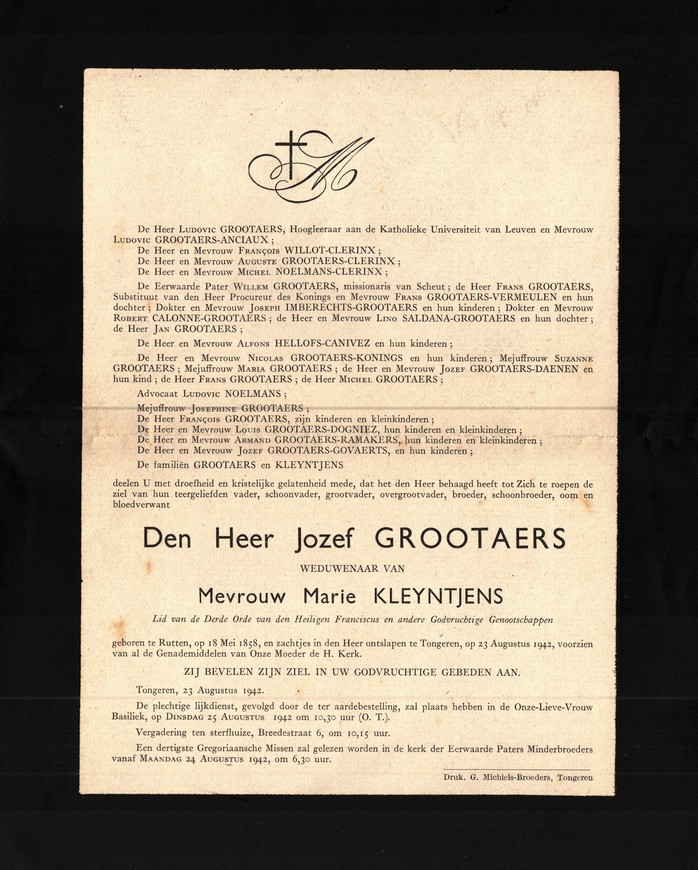 M
De Heer Ludovic GROOTAERS, Hoogleeraar aan de Katholieke Universiteit van Leuven en Mevrouw
Ludovic GROOTAERS-ANCIAUX ;
De Heer en Mevrouw François WILLOT-CLERINX ;
De Heer en Mevrouw Auguste GROOTAERS-CLERINX ;
De Heer en Mevrouw Michel NOELMANS-CLERINX ;
De Eerwaarde Pater Willem GROOTAERS, missionaris van Scheut ; de Heer Frans GROOTAERS,
Substituut van den Heer Procureur des Konings en Mevrouw Frans GROOTAERS-VERMEULEN en hun
dochter ; Dokter en Mevrouw Joseph IMBERECHTS-GROOTAERS en hun kinderen ; Dokter en Mevrouw
Robert CALONNE-GROOTAERS ; de Heer en Mevrouw Lino SALDANA-GROOTAERS en hun dochter ;
de Heer Jan GROOTAERS ;
De Heer en Mevrouw Alfons HELLOFS-CANIVEZ en hun kinderen ;
De Heer en Mevrouw Nicolas GROOTAERS-KONINGS en hun kinderen ; Mejuffrouw Suzanne
GROOTAERS ; Mejuffrouw Maria GROOTAERS ; de Heer en Mevrouw Jozef GROOTAERS-DAENEN en
hun kind ; de Heer Frans GROOTAERS ; de Heer Michel GROOTAERS ;
Advocaat Ludovic NOELMANS ;
Mejuffrouw Josephine GROOTAERS ;
De Heer François GROOTAERS, zijn kinderen en kleinkinderen ;
De Heer en Mevrouw Louis GROOTAERS-DOGNIEZ, hun kinderen en kleinkinderen ;
De Heer en Mevrouw Armand GROOTAERS-RAMAKERS, hun kinderen en kleinkinderen ;
De Heer en Mevrouw Jozef GROOTAERS-GOVAERTS, en hun kinderen ;
De familiën GROOTAERS en KLEYNTJENS
deelen U met droefheid en kristelijke gelatenheid mede, dat het den Heer behaagd heeft tot Zich te roepen de
ziel van hun teergeliefden vader, schoonvader, grootvader, overgrootvader, broeder, schoonbroeder, oom en
bloedverwant
Den Heer Jozef GROOTAERS
WEDUWENAAR VAN
Mevrouw Marie KLEYNTJENS
Lid van de Derde Orde van den Heiligen Franciscus en andere Godvruchtige Genootschappen
geboren te Rutten, op 18 Mei 1858, en zachtjes in den Heer ontslapen te Tongeren, op 23 Augustus 1942, voorzien
van al de Genademiddelen van Onze Moeder de H. Kerk.
ZIJ BEVELEN ZIJN ZIEL IN UW GODVRUCHTIGE GEBEDEN AAN.
Tongeren, 23 Augustus 1942.
De plechtige lijkdienst, gevolgd door de ter aardebestelling, zal plaats hebben in de Onze-Lieve-Vrouw
Basiliek, op Dinsdag 25 Augustus 1942 om 10,30 uur (O. T.).
Vergadering ten sterfhuize, Breedestraat 6, om 10,15 uur.
Een dertigste Gregoriaansche Missen zal gelezen worden in de kerk der Eerwaarde Paters Minderbroeders
vanaf Maandag 24 Augustus 1942, om 6,30 uur.
Druk. G. Michiels-Broeders, Tongeren